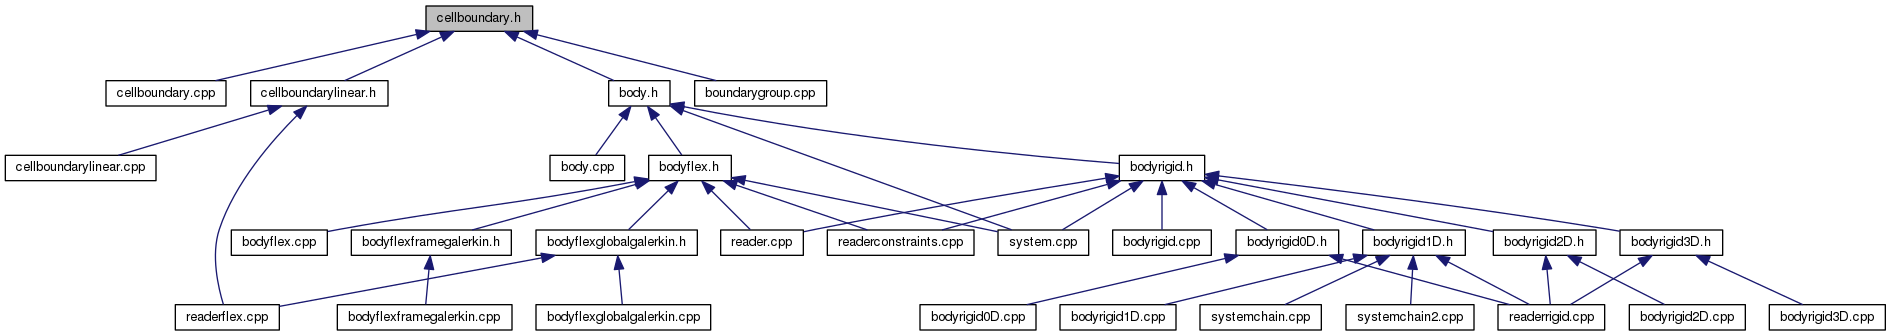 cellboundary.h
cellboundary.cpp
cellboundarylinear.h
body.h
boundarygroup.cpp
cellboundarylinear.cpp
body.cpp
bodyflex.h
bodyrigid.h
bodyflex.cpp
bodyflexframegalerkin.h
bodyflexglobalgalerkin.h
reader.cpp
readerconstraints.cpp
system.cpp
bodyrigid.cpp
bodyrigid0D.h
bodyrigid1D.h
bodyrigid2D.h
bodyrigid3D.h
readerflex.cpp
bodyflexframegalerkin.cpp
bodyflexglobalgalerkin.cpp
bodyrigid0D.cpp
bodyrigid1D.cpp
systemchain.cpp
systemchain2.cpp
readerrigid.cpp
bodyrigid2D.cpp
bodyrigid3D.cpp